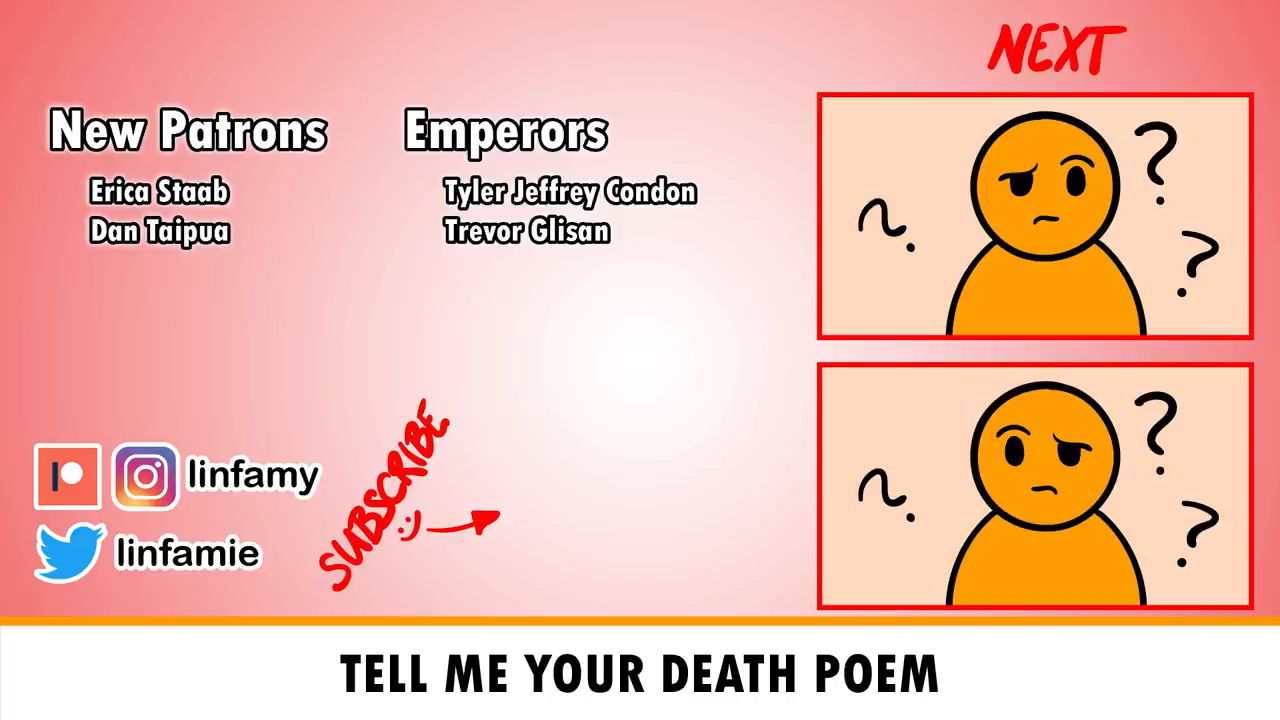 NEXT
New Patrons
Erica Staab
Dan Taipua
Emperors
Tyler Jeffrey Condon
Trevor Glisan
? ? ?
? ? ?
linfamy
linfamie
SUBSCRIBE :)
TELL ME YOUR DEATH POEM